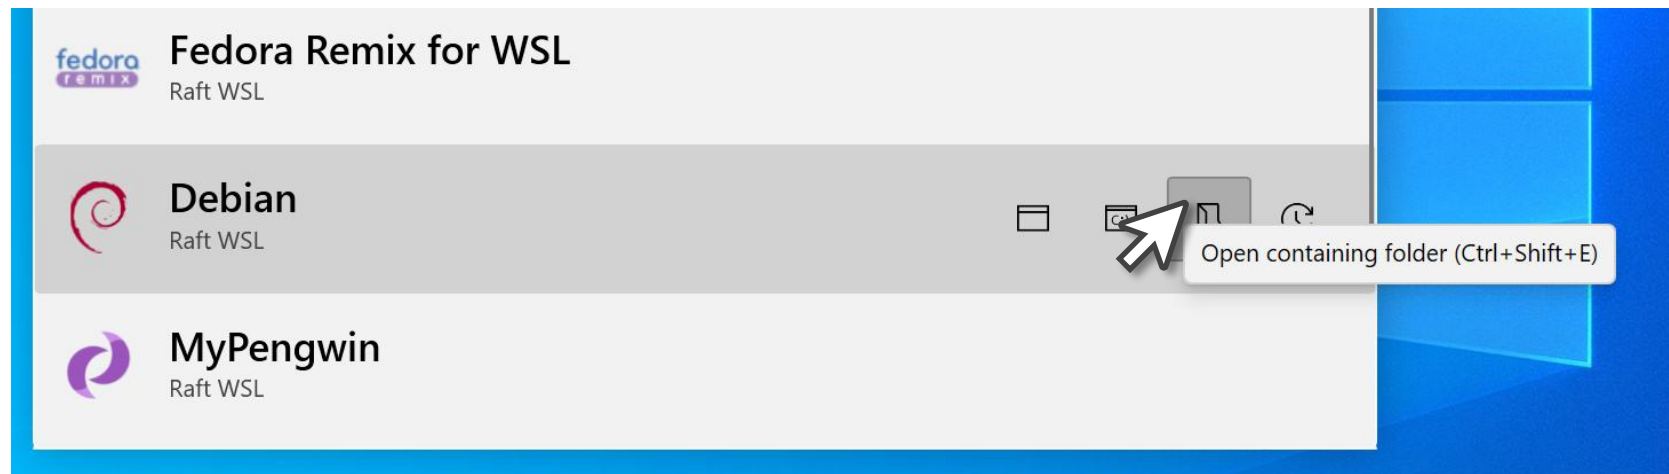 fedora
remix
Fedora Remix for WSL
Raft WSL
Debian
Raft WSL
Open containing folder (Ctrl+Shift+E)
MyPengwin
Raft WSL